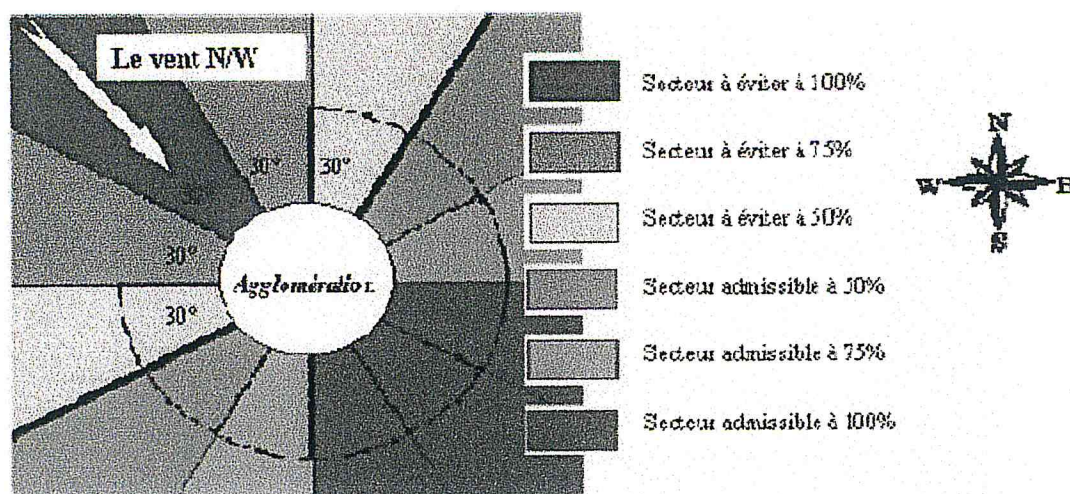 Le vent N/W
Secteur à éviter à 100%
Secteur à éviter à 75%
Secteur à éviter à 50%
Secteur admissible à 50%
Secteur admissible à 75%
Secteur admissible à 100%
30°
30°
30°
30°
30°
Agglomération
N
W
E
S